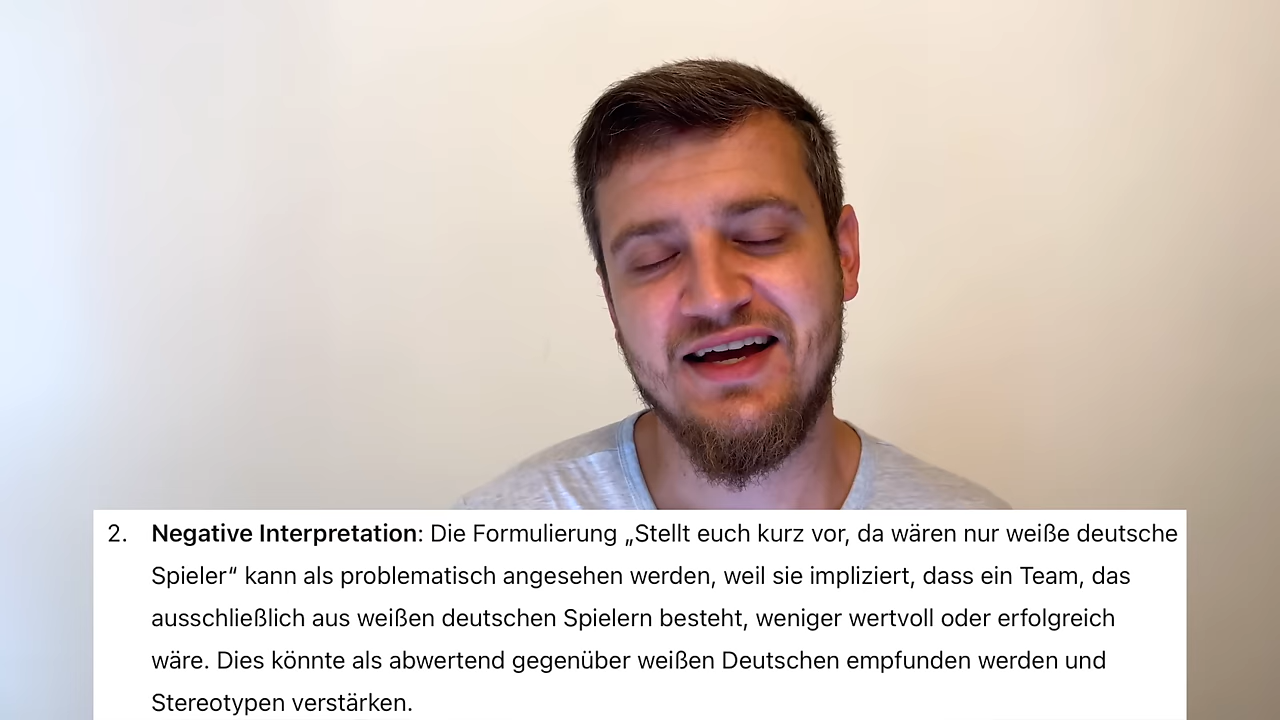 2. Negative Interpretation: Die Formulierung „Stellt euch kurz vor, da wären nur weiße deutsche
Spieler“ kann als problematisch angesehen werden, weil sie impliziert, dass ein Team, das
ausschließlich aus weißen deutschen Spielern besteht, weniger wertvoll oder erfolgreich
wäre. Dies könnte als abwertend gegenüber weißen Deutschen empfunden werden und
Stereotypen verstärken.